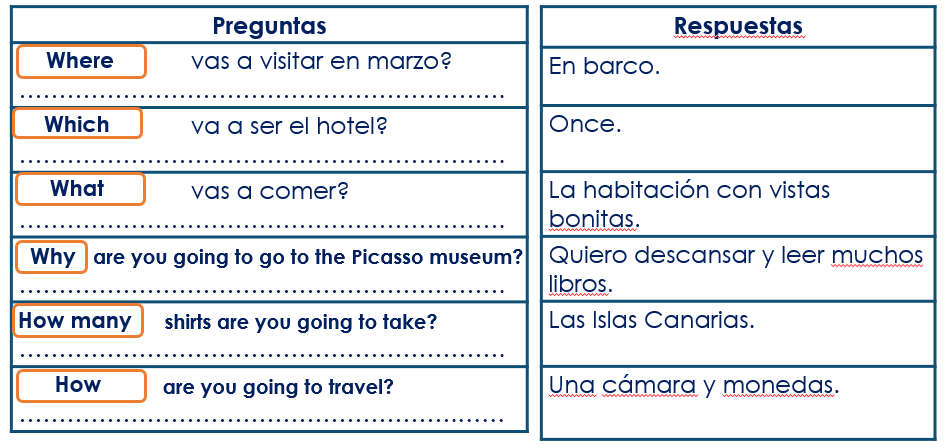 Preguntas
Where vas a visitar en marzo?
Which va a ser el hotel?
What vas a comer?
Why are you going to go to the Picasso museum?
How many shirts are you going to take?
How are you going to travel?
Respuestas
En barco.
Once.
La habitación con vistas
bonitas.
Quiero descansar y leer muchos
libros.
Las Islas Canarias.
Una cámara y monedas.